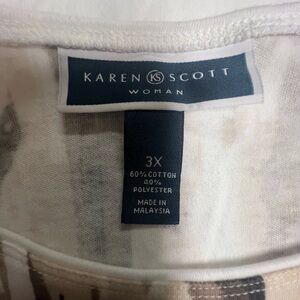 KAREN KS SCOTT
WOMAN
3X
60% COTTON
40%
POLYESTER
MADE IN
MALAYSIA